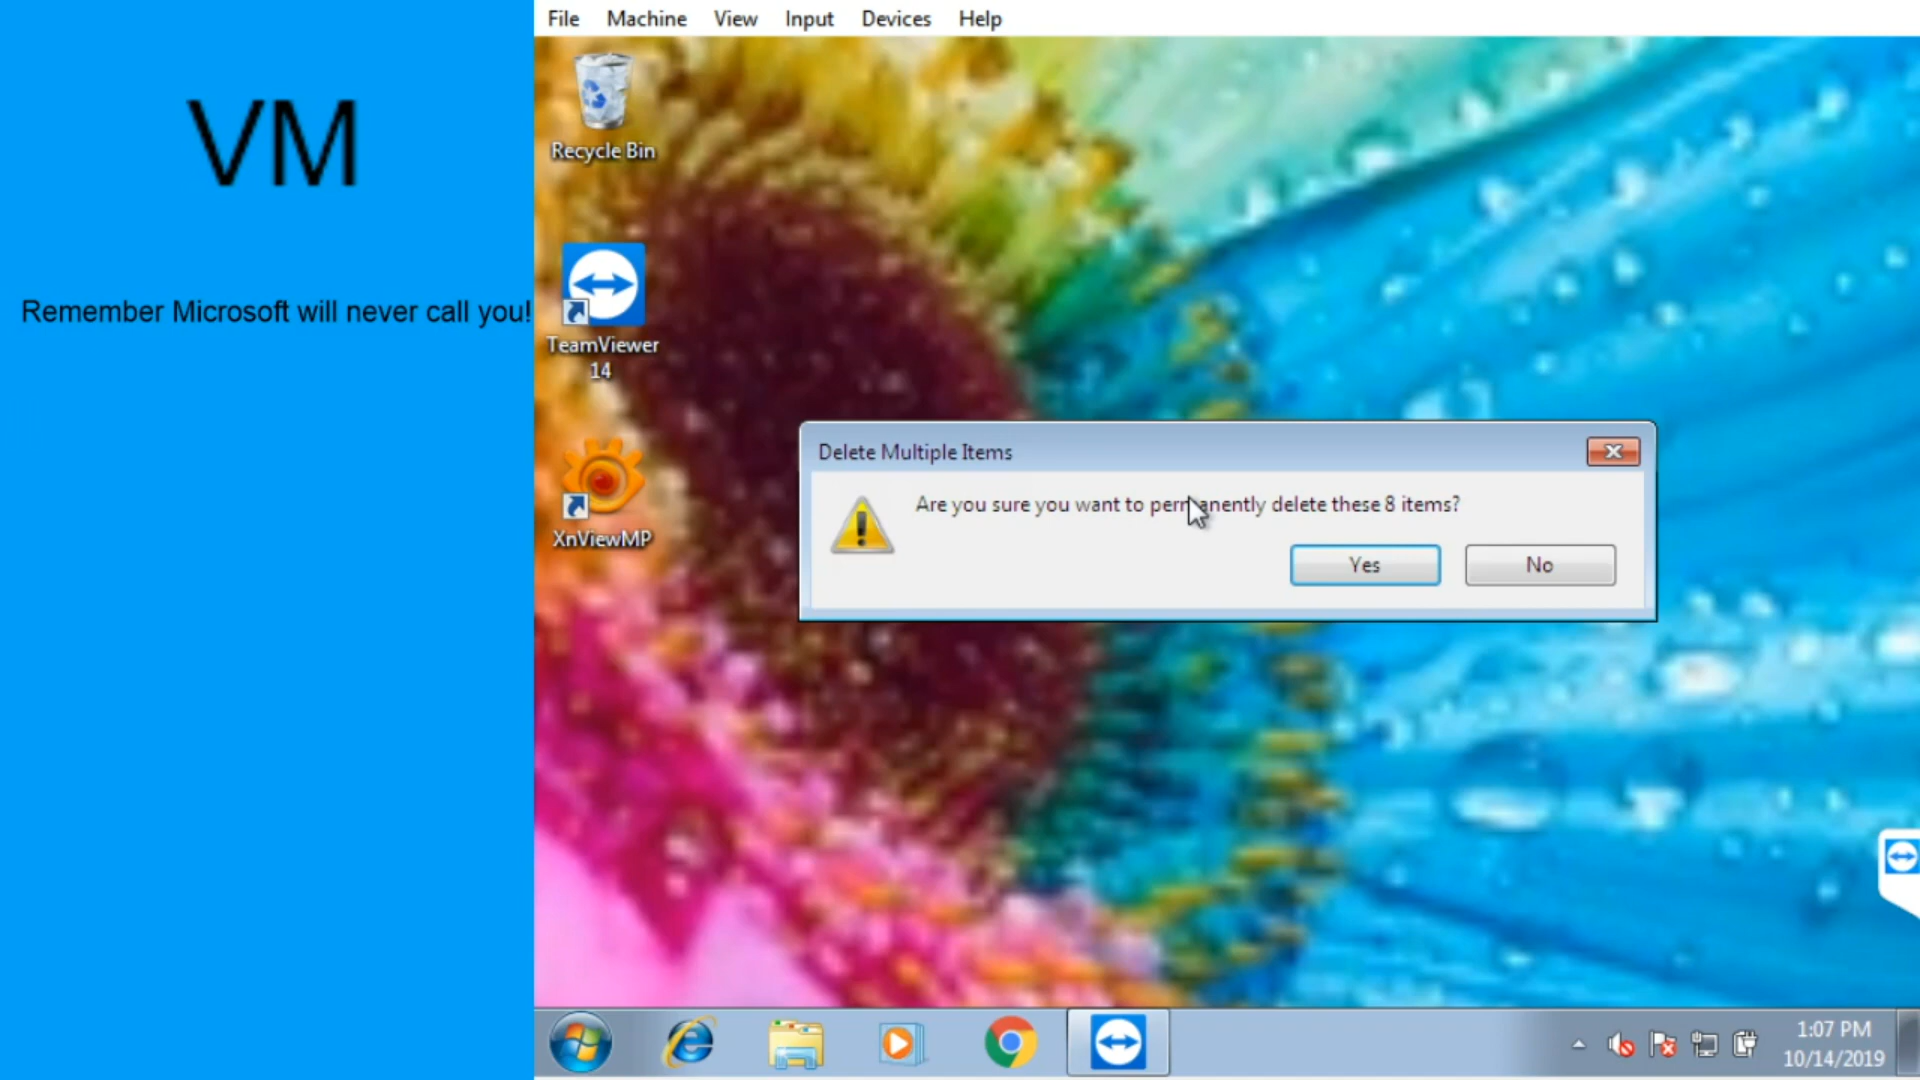 VM
Remember Microsoft will never call you!
File Machine View Input Devices Help
Recycle Bin
TeamViewer
14
XnViewMP
Delete Multiple Items
Are you sure you want to permanently delete these 8 items?
Yes No
1:07 PM
10/14/2019